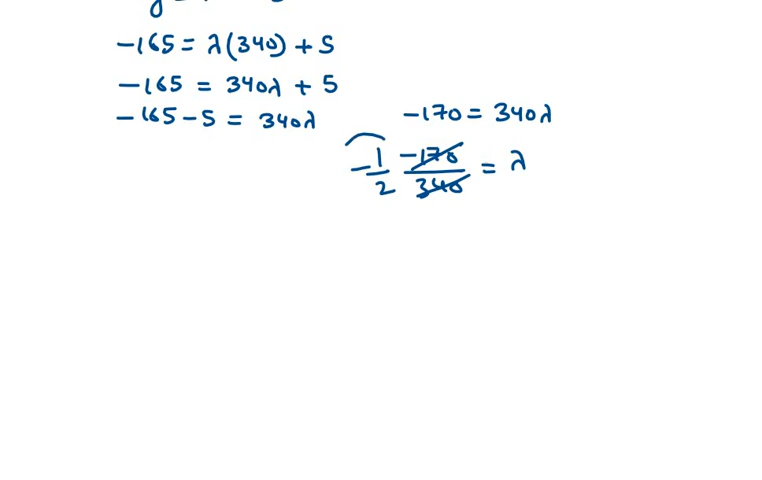 -165 = λ(340) + 5
-165 = 340λ + 5
-165-5 = 340λ
-170 = 340λ
-1/2 -170/340 = λ